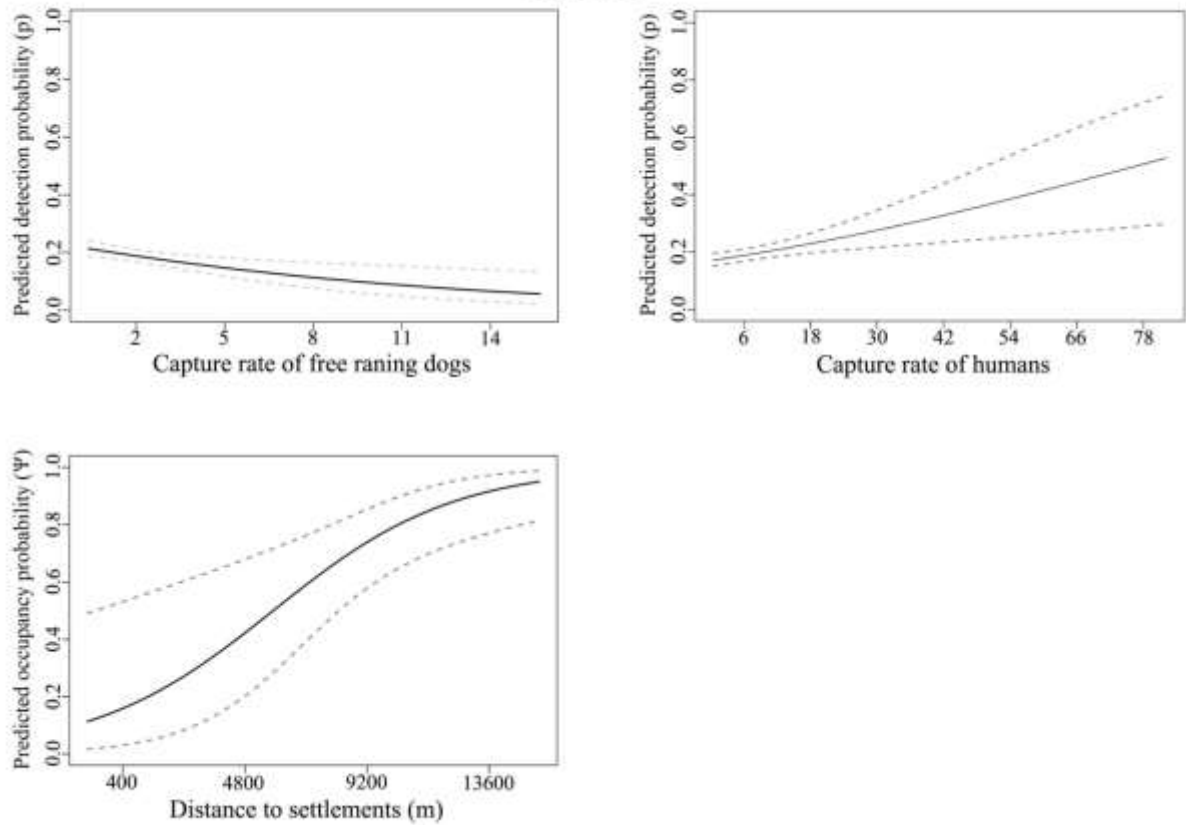 Predicted detection probability (p)
0.0 0.2 0.4 0.6 0.8 1.0
2 5 8 11 14
Capture rate of free raning dogs
Predicted detection probability (p)
0.0 0.2 0.4 0.6 0.8 1.0
6 18 30 42 54 66 78
Capture rate of humans
Predicted occupancy probability (Ψ)
0.0 0.2 0.4 0.6 0.8 1.0
400 4800 9200 13600
Distance to settlements (m)